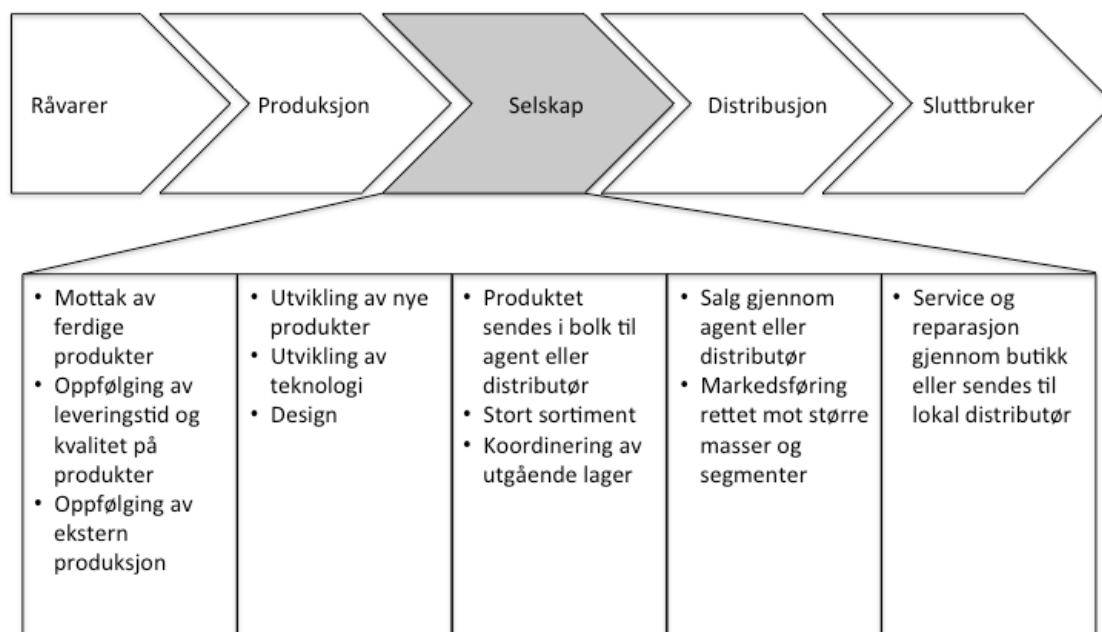 Råvarer
Produksjon
Selskap
Distribusjon
Sluttbruker
• Mottak av
ferdige
produkter
• Oppfølging av
leveringstid og
kvalitet på
produkter
• Oppfølging av
ekstern
produksjon
• Utvikling av nye
produkter
• Utvikling av
teknologi
• Design
• Produktet
sendes i bolk til
agent eller
distributør
• Stort sortiment
• Koordinering av
utgående lager
• Salg gjennom
agent eller
distributør
• Markedsføring
rettet mot større
masser og
segmenter
• Service og
reparasjon
gjennom butikk
eller sendes til
lokal distributør